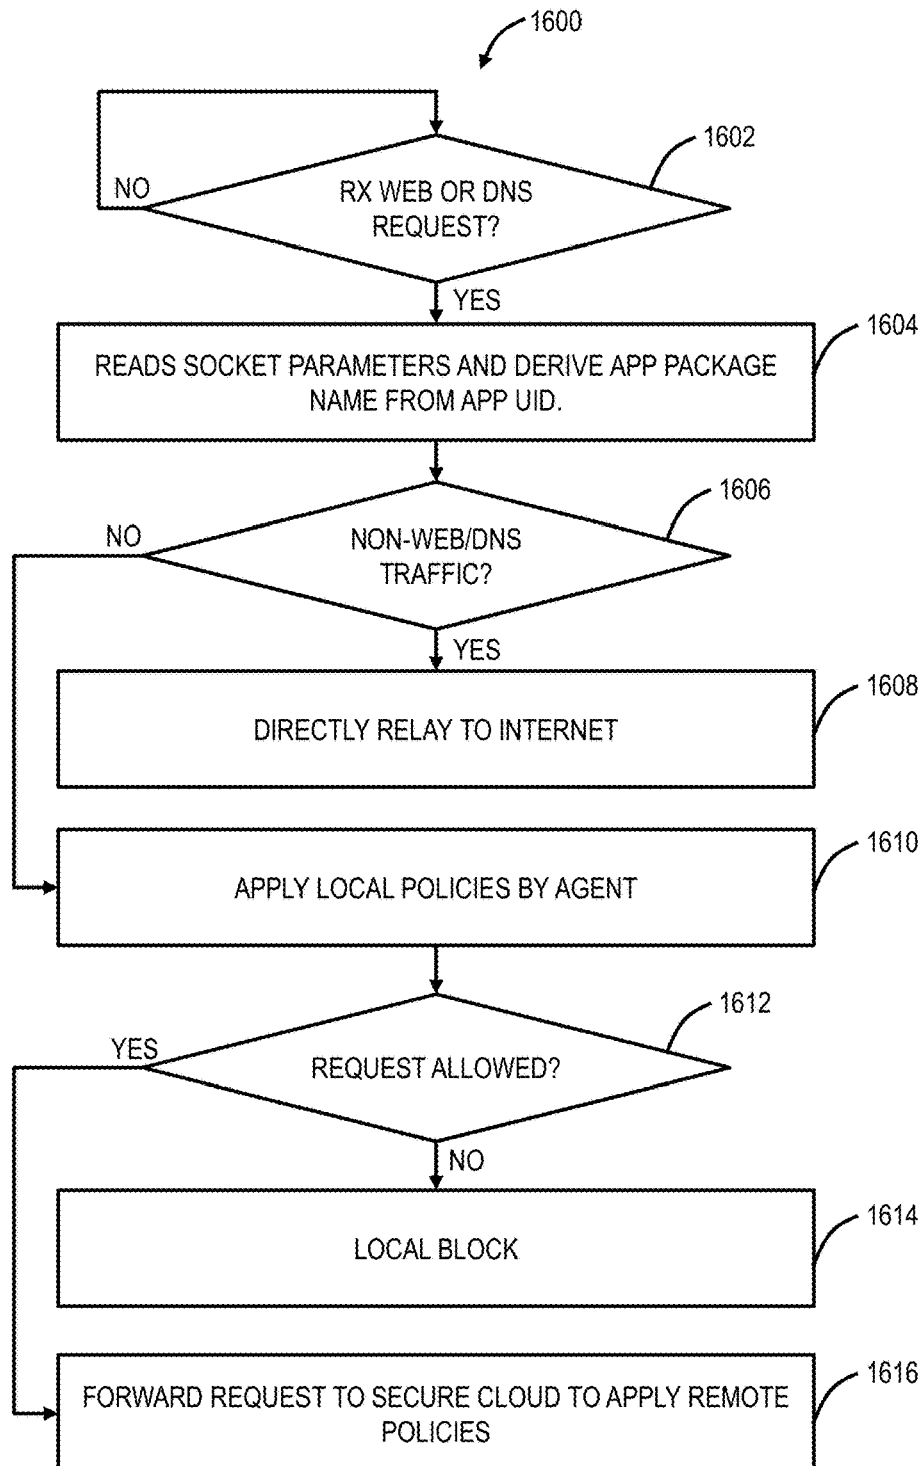 1600
1602
RX WEB OR DNS
REQUEST?
NO
YES
1604
READS SOCKET PARAMETERS AND DERIVE APP PACKAGE
NAME FROM APP UID.
1606
NO
NON-WEB/DNS
TRAFFIC?
YES
1608
DIRECTLY RELAY TO INTERNET
1610
APPLY LOCAL POLICIES BY AGENT
1612
YES
REQUEST ALLOWED?
NO
1614
LOCAL BLOCK
1616
FORWARD REQUEST TO SECURE CLOUD TO APPLY REMOTE
POLICIES